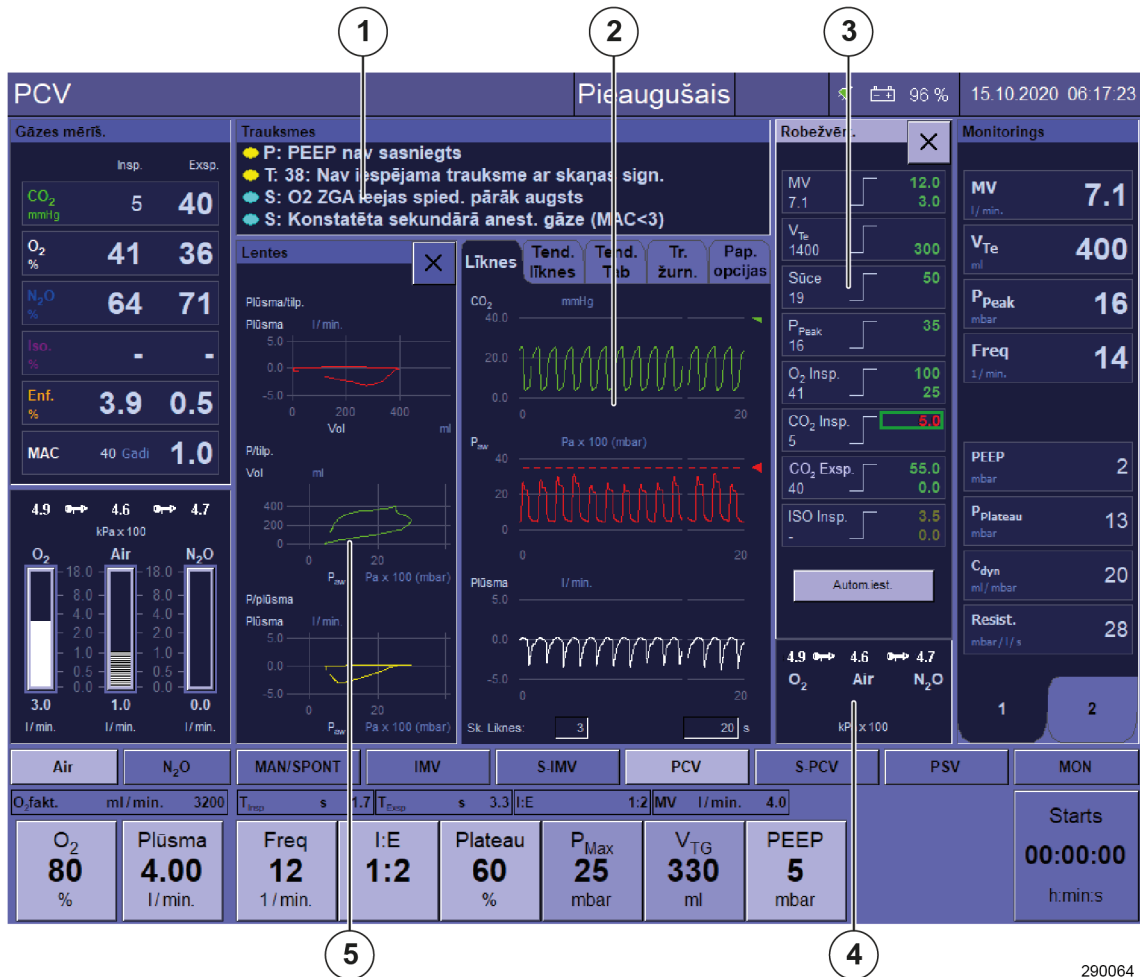 1
2
3
PCV
Pieaugušais
96 %
15.10.2020 06:17:23
Gāzes mērīš.
Insp. Exsp.
CO2 mmHg 5 40
O2 % 41 36
N2O % 64 71
Iso. % - -
Enf. % 3.9 0.5
MAC 40 Gadi 1.0
4.9 4.6 4.7
kPa x 100
O2 Air N2O
18.0 18.0
8.0 8.0
4.0 4.0
2.0 2.0
1.0 1.0
0.5 0.5
0.0 0.0
3.0 1.0 0.0
l/min. l/min. l/min.
Trauksmes
P: PEEP nav sasniegts
T: 38: Nav iespējama trauksme ar skaņas sign.
S: O2 ZGA ieejas spied. pārāk augsts
S: Konstatēta sekundārā anest. gāze (MAC<3)
Lentes
Plūsma/tilp.
Plūsma l/min.
5.0
0.0
-5.0
0 200 400
Vol ml
P/tilp.
Vol ml
400
200
0
0 20
Paw Pa x 100 (mbar)
P/plūsma
Plūsma l/min.
5.0
0.0
-5.0
0 20
Paw Pa x 100 (mbar)
Līknes
Tend. līknes
Tend. Tab
Tr. žurn.
Pap. opcijas
CO2 mmHg
40.0
20.0
0.0
0 20
Paw Pa x 100 (mbar)
40
20
0
0 20
Plūsma l/min.
5.0
0.0
-5.0
0 20
Sk. Līknes: 3 20 s
Robežvēr.
MV 12.0
7.1 3.0
VTe
1400 300
Sūce 50
19
PPeak 35
16
O2 Insp. 100
41 25
CO2 Insp. 5.0
5
CO2 Exsp. 55.0
40 0.0
ISO Insp. 3.5
- 0.0
Autom.iest.
4.9 4.6 4.7
O2 Air N2O
kPa x 100
Monitorings
MV l/min. 7.1
VTe ml 400
PPeak mbar 16
Freq 1/min. 14
PEEP mbar 2
PPlateau mbar 13
Cdyn ml/mbar 20
Resist. mbar/l/s 28
1 2
Air N2O MAN/SPONT IMV S-IMV PCV S-PCV PSV MON
O2fakt. ml/min. 3200 TInsp s 1.7 TExsp s 3.3 I:E 1:2 MV l/min. 4.0
O2 Plūsma Freq I:E Plateau PMax VTG PEEP Starts
80 4.00 12 1:2 60 25 330 5 00:00:00
% l/min. 1/min. % mbar ml mbar h:min:s
5
4
290064